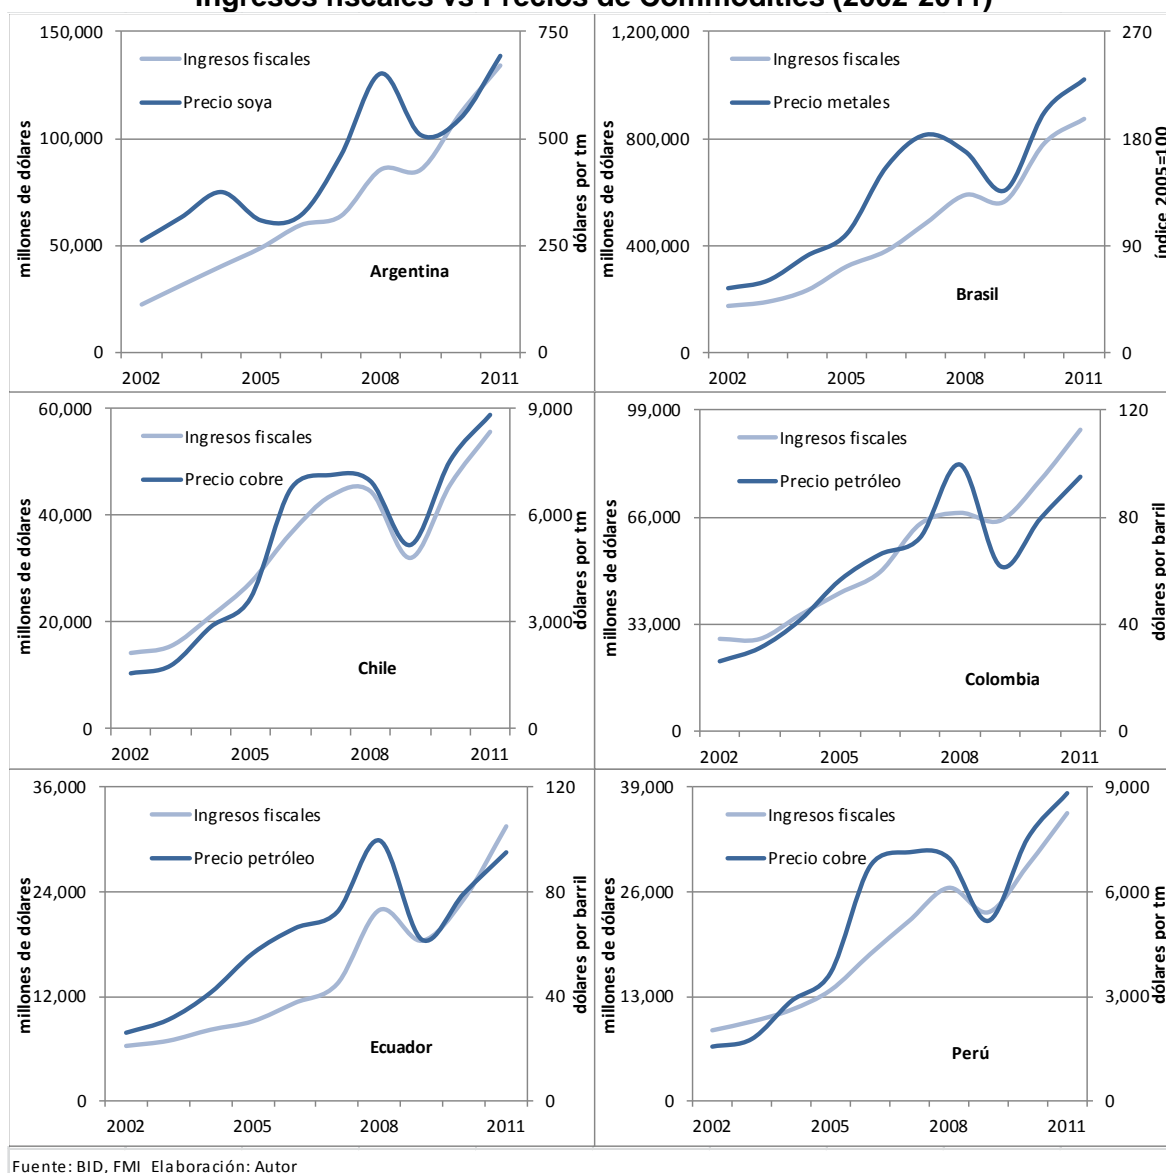 Ingresos fiscales vs Precios de Commodities (2002-2011)
150,000
100,000
50,000
0
millones de dólares
Ingresos fiscales
Precio soya
Argentina
750
500
250
0
dólares por tm
2002 2005 2008 2011
1,200,000
800,000
400,000
0
millones de dólares
Ingresos fiscales
Precio metales
Brasil
270
180
90
0
índice 2005=100
2002 2005 2008 2011
60,000
40,000
20,000
0
millones de dólares
Ingresos fiscales
Precio cobre
Chile
9,000
6,000
3,000
0
dólares por tm
2002 2005 2008 2011
99,000
66,000
33,000
0
millones de dólares
Ingresos fiscales
Precio petróleo
Colombia
120
80
40
0
dólares por barril
2002 2005 2008 2011
36,000
24,000
12,000
0
millones de dólares
Ingresos fiscales
Precio petróleo
Ecuador
120
80
40
0
dólares por barril
2002 2005 2008 2011
39,000
26,000
13,000
0
millones de dólares
Ingresos fiscales
Precio cobre
Perú
9,000
6,000
3,000
0
dólares por tm
2002 2005 2008 2011
Fuente: BID, FMI Elaboración: Autor